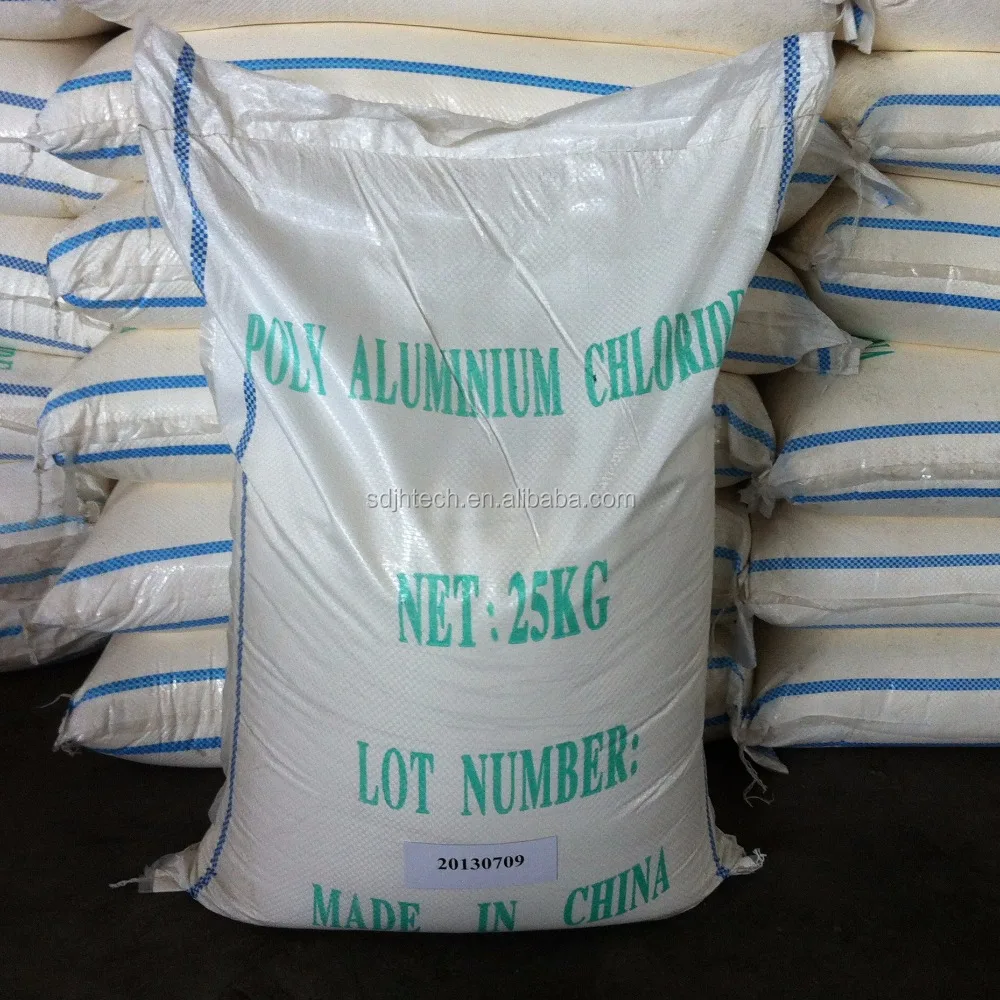 POLY ALUMINIUM CHLORIDE
sdjhtech.en.alibaba.com
NET: 25KG
LOT NUMBER:
20130709
MADE IN CHINA